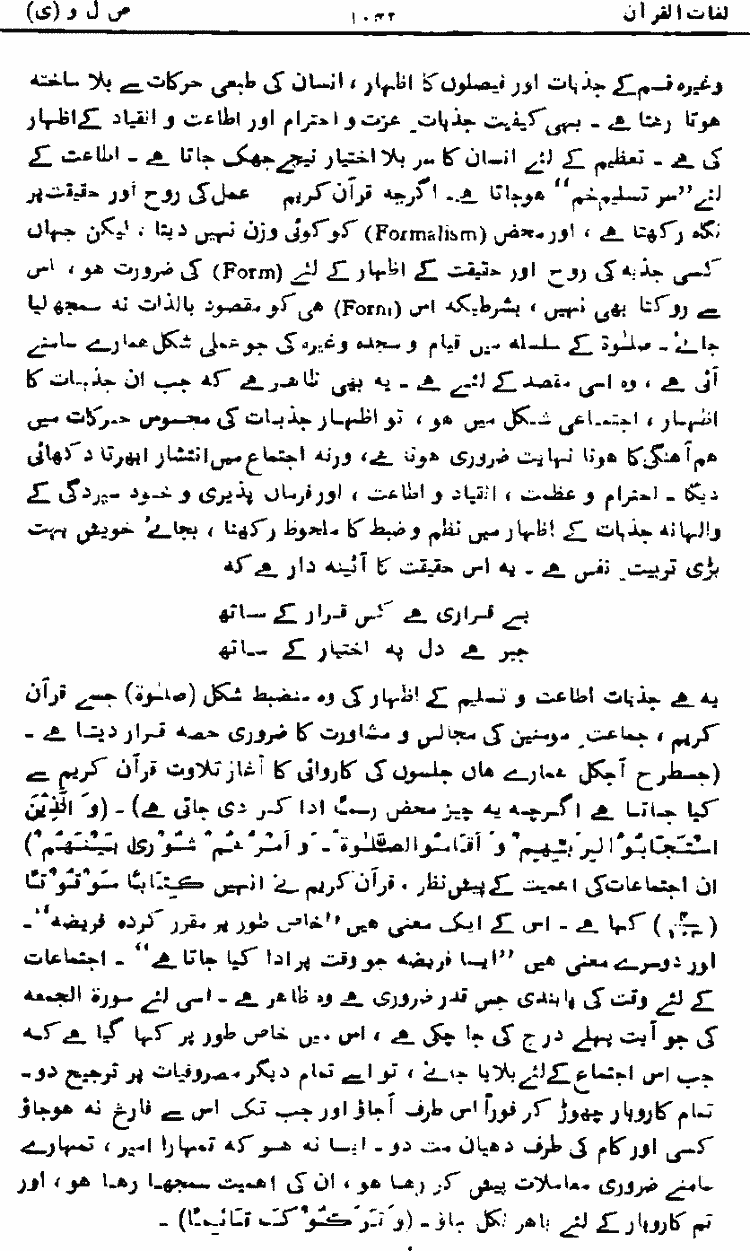 لغات القرآن ۱۰۴۲ ص ل و (ی)
وغیرہ قسم کے جذبات اور فیصلوں کا اظہار ، انسان کی طبعی حرکات سے بلا ساختہ
ہوتا رہتا ہے ۔ یہی کیفیت جذباتِ عزت و احترام اور اطاعت و انقیاد کے اظہار
کی ہے ۔ تعظیم کے لئے انسان کا سر بلا اختیار نیچے جھک جاتا ہے ۔ اطاعت کے
لئے ”سر تسلیم خم“ ہوجاتا ہے۔ اگرچہ قرآن کریم عمل کی روح اور حقیقت پر
نگاہ رکھتا ہے ، اور محض (Formalism) کو کوئی وزن نہیں دیتا ، لیکن جہاں
کسی جذبہ کی روح اور حقیقت کے اظہار کے لئے (Form) کی ضرورت ہو ، اس
سے روکتا بھی نہیں ، بشرطیکہ اس (Form) ہی کو مقصود بالذات نہ سمجھ لیا
جائے ۔ صلٰوة کے سلسلہ میں قیام و سجدہ وغیرہ کی جو عملی شکل ہمارے سامنے
آتی ہے ، وہ اسی مقصد کے لئے ہے ۔ یہ بھی ظاہر ہے کہ جب ان جذبات کا
اظہار ، اجتماعی شکل میں ہو ، تو اظہار جذبات کی محسوس حرکات میں
ہم آہنگی کا ہونا نہایت ضروری ہوتا ہے، ورنہ اجتماع میں انتشار ابھرتا دکھائی
دیگا ۔ احترام و عظمت ، انقیاد و اطاعت ، اور فرماں پذیری و خود سپردگی کے
والہانہ جذبات کے اظہار میں نظم و ضبط کا ملحوظ رکھنا ، بجائے خویش بہت
بڑی تربیتِ نفس ہے ۔ یہ اس حقیقت کا آئینہ دار ہے کہ
بے قراری ہے کس قرار کے ساتھ
جبر ہے دل پہ اختیار کے ساتھ
یہ ہے جذبات اطاعت و تسلیم کے اظہار کی وہ منضبط شکل (صلٰوة) جسے قرآن
کریم ، جماعتِ مومنین کی مجالس و مشاورت کا ضروری حصہ قرار دیتا ہے ۔
(جسطرح آجکل ہمارے ہاں جلسوں کی کاروائی کا آغاز تلاوت قرآن کریم سے
کیا جاتا ہے اگرچہ یہ چیز محض رسماً ادا کر دی جاتی ہے) ۔ (وَ الَّذِیْنَ
اسْتَجَابُوْا لِرَبِّهِمْ وَ اَقَامُوا الصَّلٰوةَ ۔ وَ اَمْرُهُمْ شُوْرٰی بَیْنَهُمْ)
ان اجتماعات کی اہمیت کے پیش نظر ، قرآن کریم نے انہیں كِتَابًا مَّوْقُوْتًا
() کہا ہے ۔ اس کے ایک معنی ہیں ”خاص طور پر مقرر کردہ فریضہ“۔
اور دوسرے معنی ہیں ”ایسا فریضہ جو وقت پر ادا کیا جاتا ہے“ ۔ اجتماعات
کے لئے وقت کی پابندی جس قدر ضروری ہے وہ ظاہر ہے ۔ اسی لئے سورة الجمعه
کی جو آیت پہلے درج کی جا چکی ہے ، اس میں خاص طور پر کہا گیا ہے کہ
جب اس اجتماع کے لئے بلایا جائے ، تو اسے تمام دیگر مصروفیات پر ترجیح دو۔
تمام کاروبار چھوڑ کر فوراً اس طرف آجاؤ اور جب تک اس سے فارغ نہ ہوجاؤ
کسی اور کام کی طرف دھیان مت دو ۔ ایسا نہ ہو کہ تمہارا امیر ، تمہارے
سامنے ضروری معاملات پیش کر رہا ہو ، ان کی اہمیت سمجھا رہا ہو ، اور
تم کاروبار کے لئے باہر نکل جاؤ ۔ (وَ تَرَكُوْكَ قَائِمًا) ۔